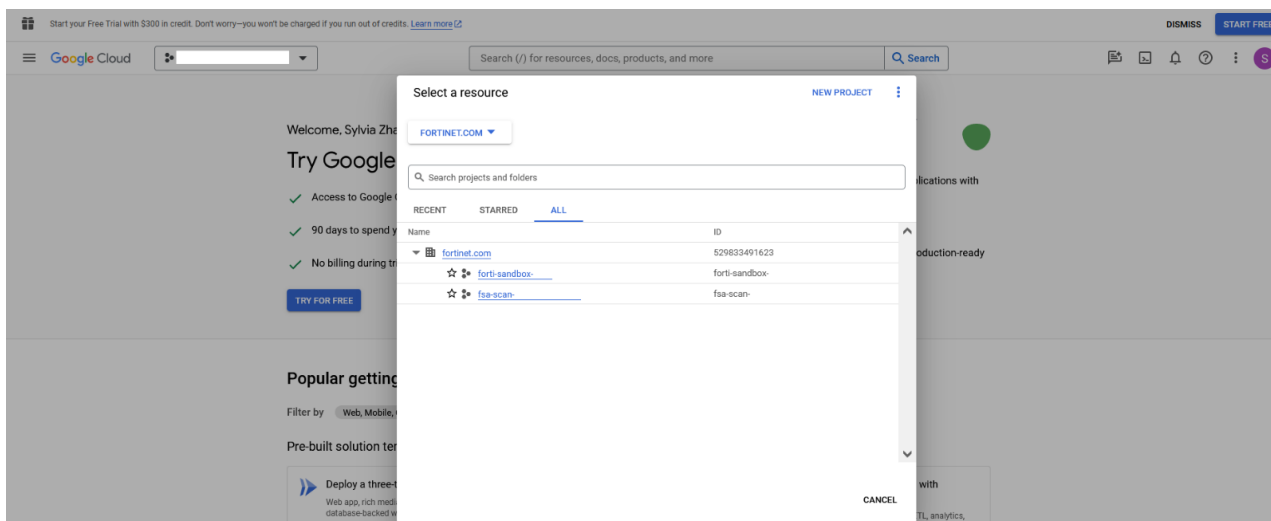 Start your Free Trial with $300 in credit. Don't worry—you won't be charged if you run out of credits. Learn more
DISMISS
START FREE
Google Cloud
Search (/) for resources, docs, products, and more
Search
S
Select a resource
NEW PROJECT
Welcome, Sylvia
FORTINET.COM
Try Google
Search projects and folders
Access to Google
lications with
RECENT STARRED ALL
90 days to spend
Name ID
fortinet.com 529833491623
oduction-ready
No billing during
forti-sandbox- forti-sandbox-
fsa-scan- fsa-scan-
TRY FOR FREE
Popular getting
Filter by Web, Mobile,
Pre-built solution
Deploy a three-t
with
Web app, rich medi
CANCEL
database-backed w
TL, analytics,